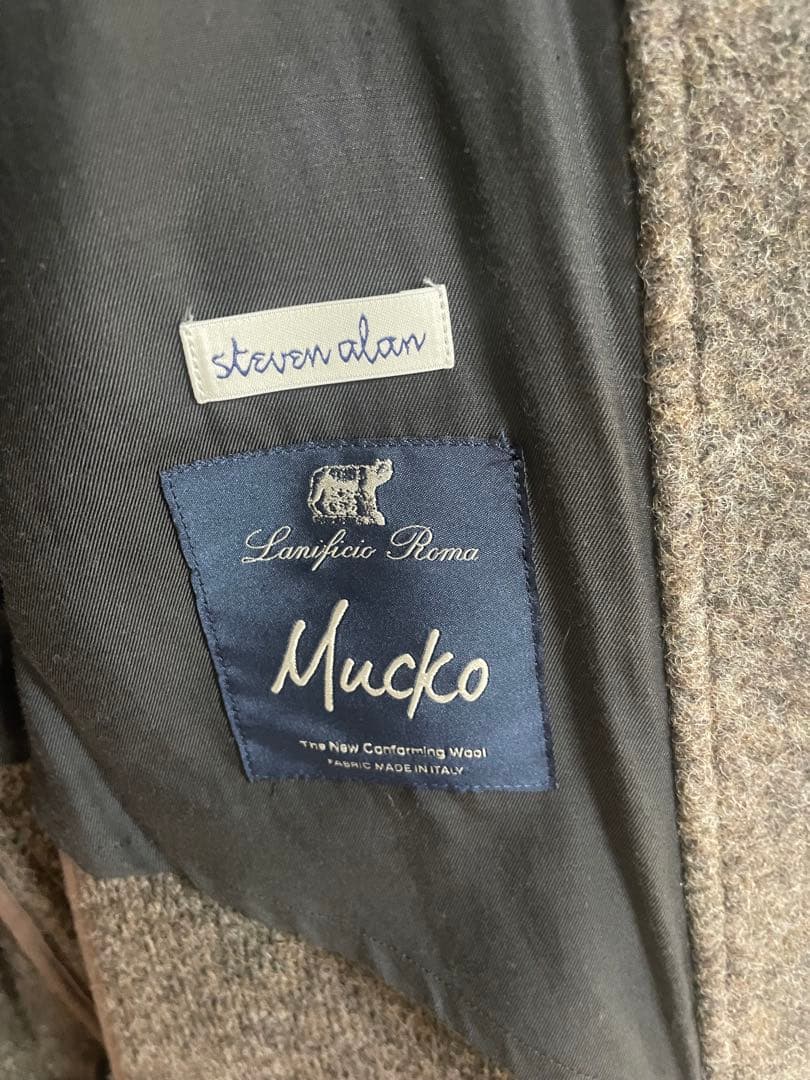 steven alan
Lanificio Roma
Mucko
The New Conforming Wool
FABRIC MADE IN ITALY